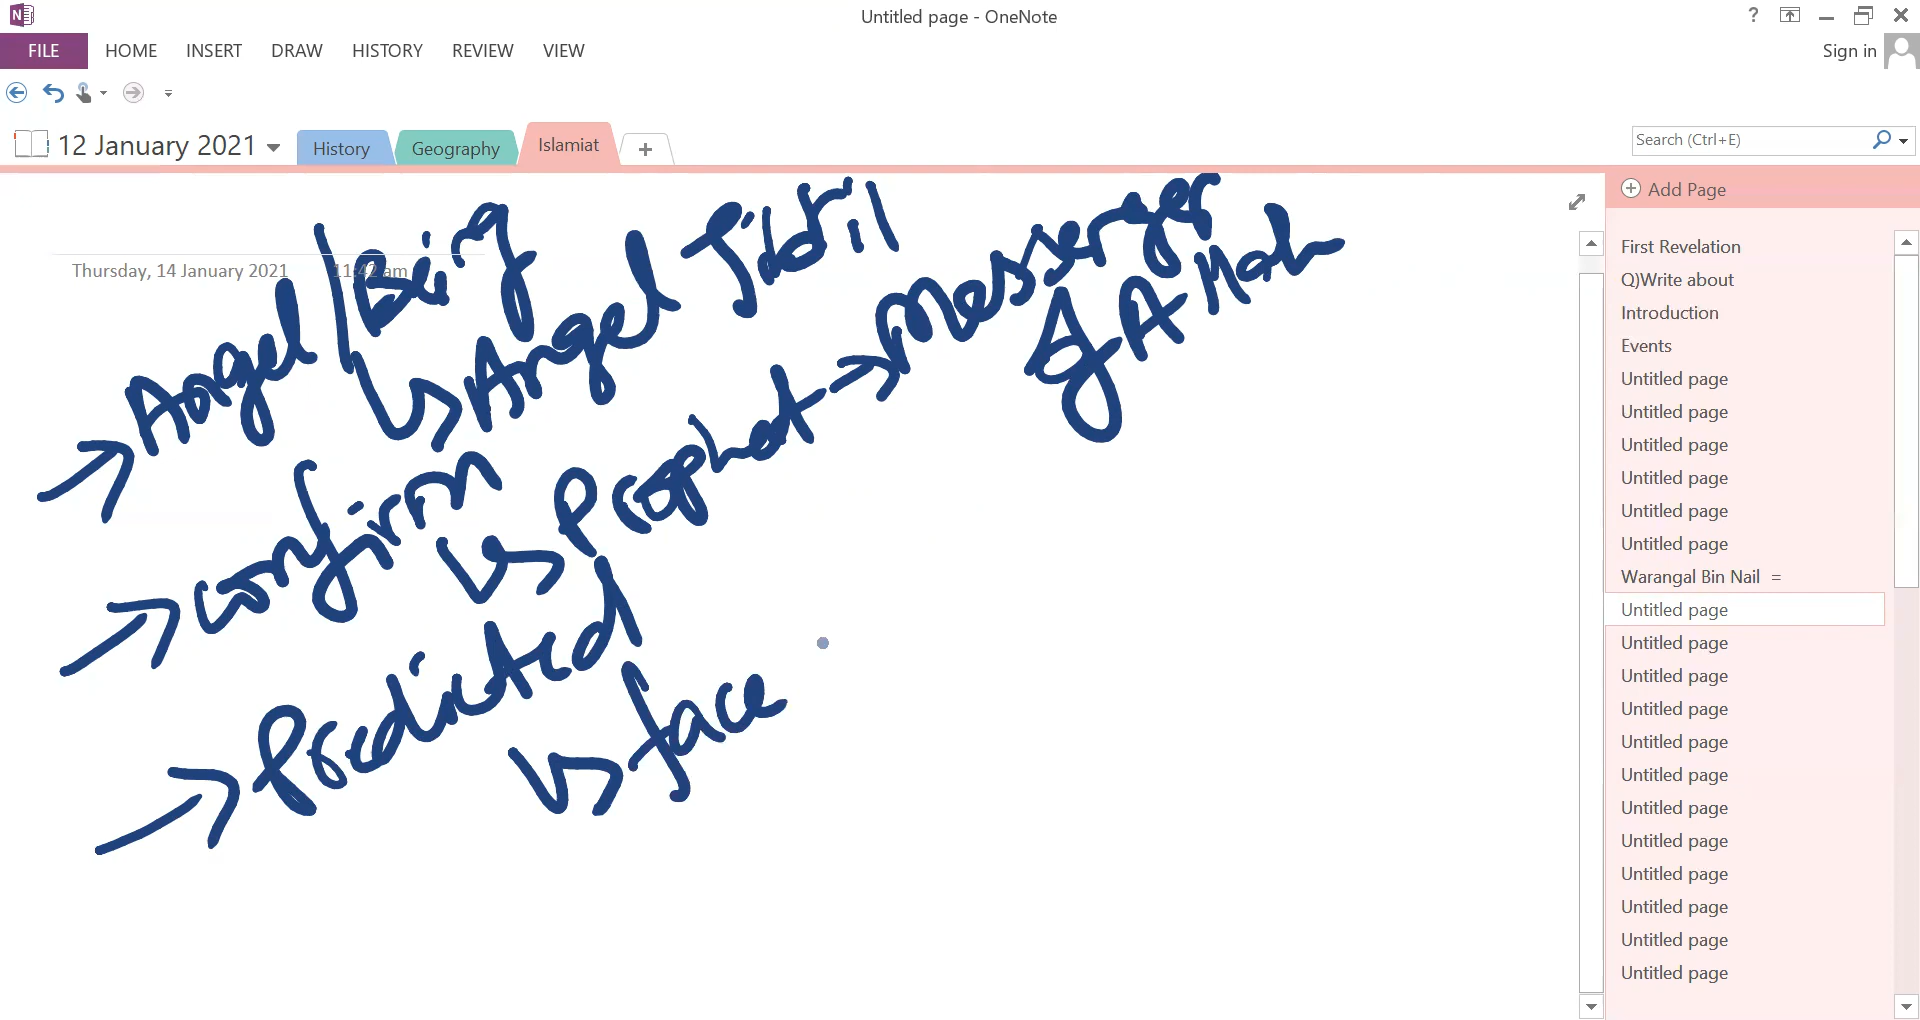 Untitled page - OneNote
?
FILE HOME INSERT DRAW HISTORY REVIEW VIEW
Sign in
12 January 2021
History Geography Islamiat +
Search (Ctrl+E)
Thursday, 14 January 2021 11:42 am
→ Angel / Being
↳ Angel Jibril
→ confirm
↳ Prophet → Messenger
of Allah
→ Predicted
↳ face
Add Page
First Revelation
Q)Write about
Introduction
Events
Untitled page
Untitled page
Untitled page
Untitled page
Untitled page
Untitled page
Warangal Bin Nail =
Untitled page
Untitled page
Untitled page
Untitled page
Untitled page
Untitled page
Untitled page
Untitled page
Untitled page
Untitled page
Untitled page
Untitled page